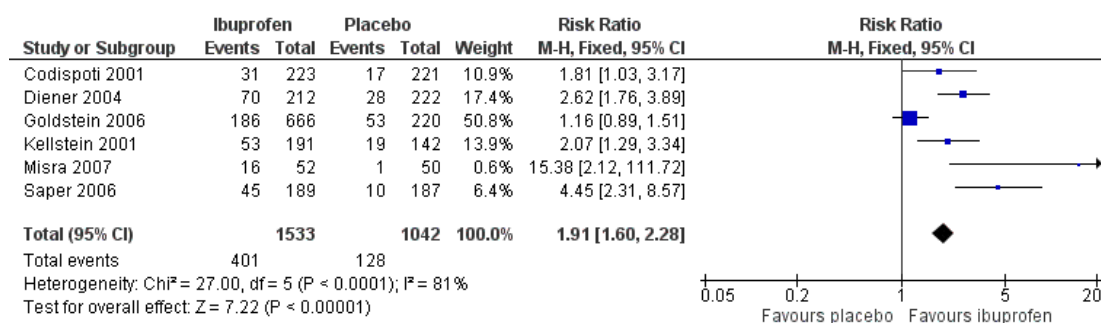 Ibuprofen Placebo Risk Ratio Risk Ratio
Study or Subgroup Events Total Events Total Weight M-H, Fixed, 95% CI M-H, Fixed, 95% CI
Codispoti 2001 31 223 17 221 10.9% 1.81 [1.03, 3.17]
Diener 2004 70 212 28 222 17.4% 2.62 [1.76, 3.89]
Goldstein 2006 186 666 53 220 50.8% 1.16 [0.89, 1.51]
Kellstein 2001 53 191 19 142 13.9% 2.07 [1.29, 3.34]
Misra 2007 16 52 1 50 0.6% 15.38 [2.12, 111.72]
Saper 2006 45 189 10 187 6.4% 4.45 [2.31, 8.57]
Total (95% CI) 1533 1042 100.0% 1.91 [1.60, 2.28]
Total events 401 128
Heterogeneity: Chi² = 27.00, df = 5 (P < 0.0001); I² = 81%
Test for overall effect: Z = 7.22 (P < 0.00001)
0.05 0.2 1 5 20
Favours placebo Favours ibuprofen